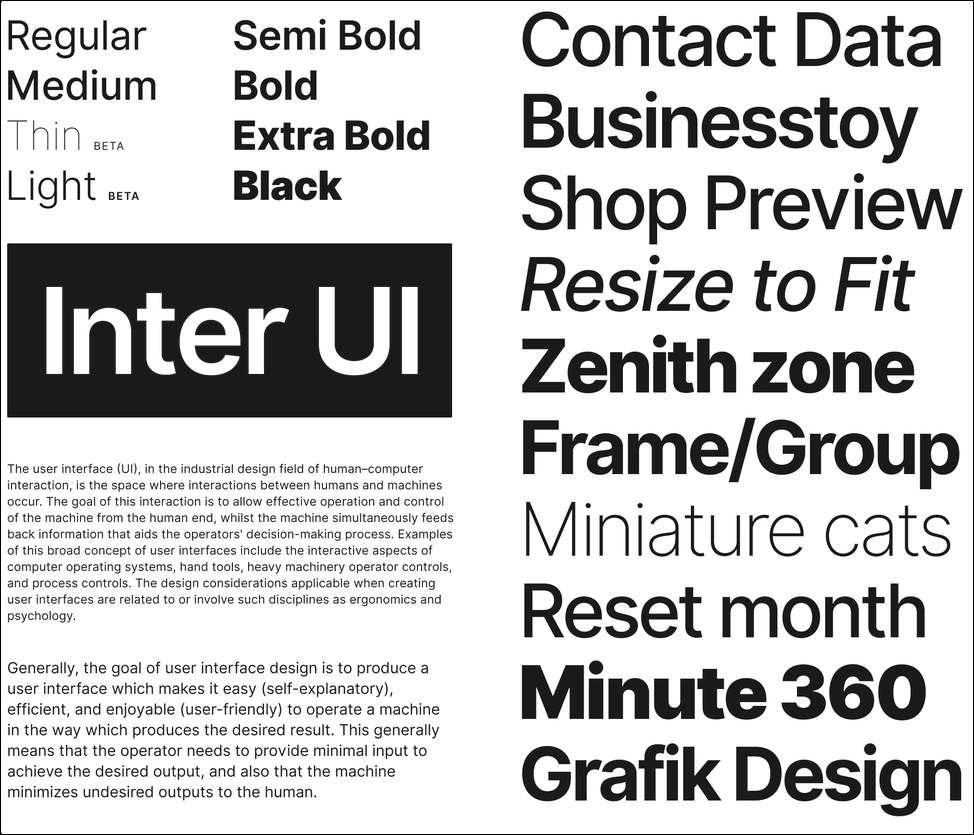 Regular
Medium
Thin BETA
Light BETA
Semi Bold
Bold
Extra Bold
Black
Inter UI
The user interface (UI), in the industrial design field of human–computer
interaction, is the space where interactions between humans and machines
occur. The goal of this interaction is to allow effective operation and control
of the machine from the human end, whilst the machine simultaneously feeds
back information that aids the operators' decision-making process. Examples
of this broad concept of user interfaces include the interactive aspects of
computer operating systems, hand tools, heavy machinery operator controls,
and process controls. The design considerations applicable when creating
user interfaces are related to or involve such disciplines as ergonomics and
psychology.
Generally, the goal of user interface design is to produce a
user interface which makes it easy (self-explanatory),
efficient, and enjoyable (user-friendly) to operate a machine
in the way which produces the desired result. This generally
means that the operator needs to provide minimal input to
achieve the desired output, and also that the machine
minimizes undesired outputs to the human.
Contact Data
Businesstoy
Shop Preview
Resize to Fit
Zenith zone
Frame/Group
Miniature cats
Reset month
Minute 360
Grafik Design